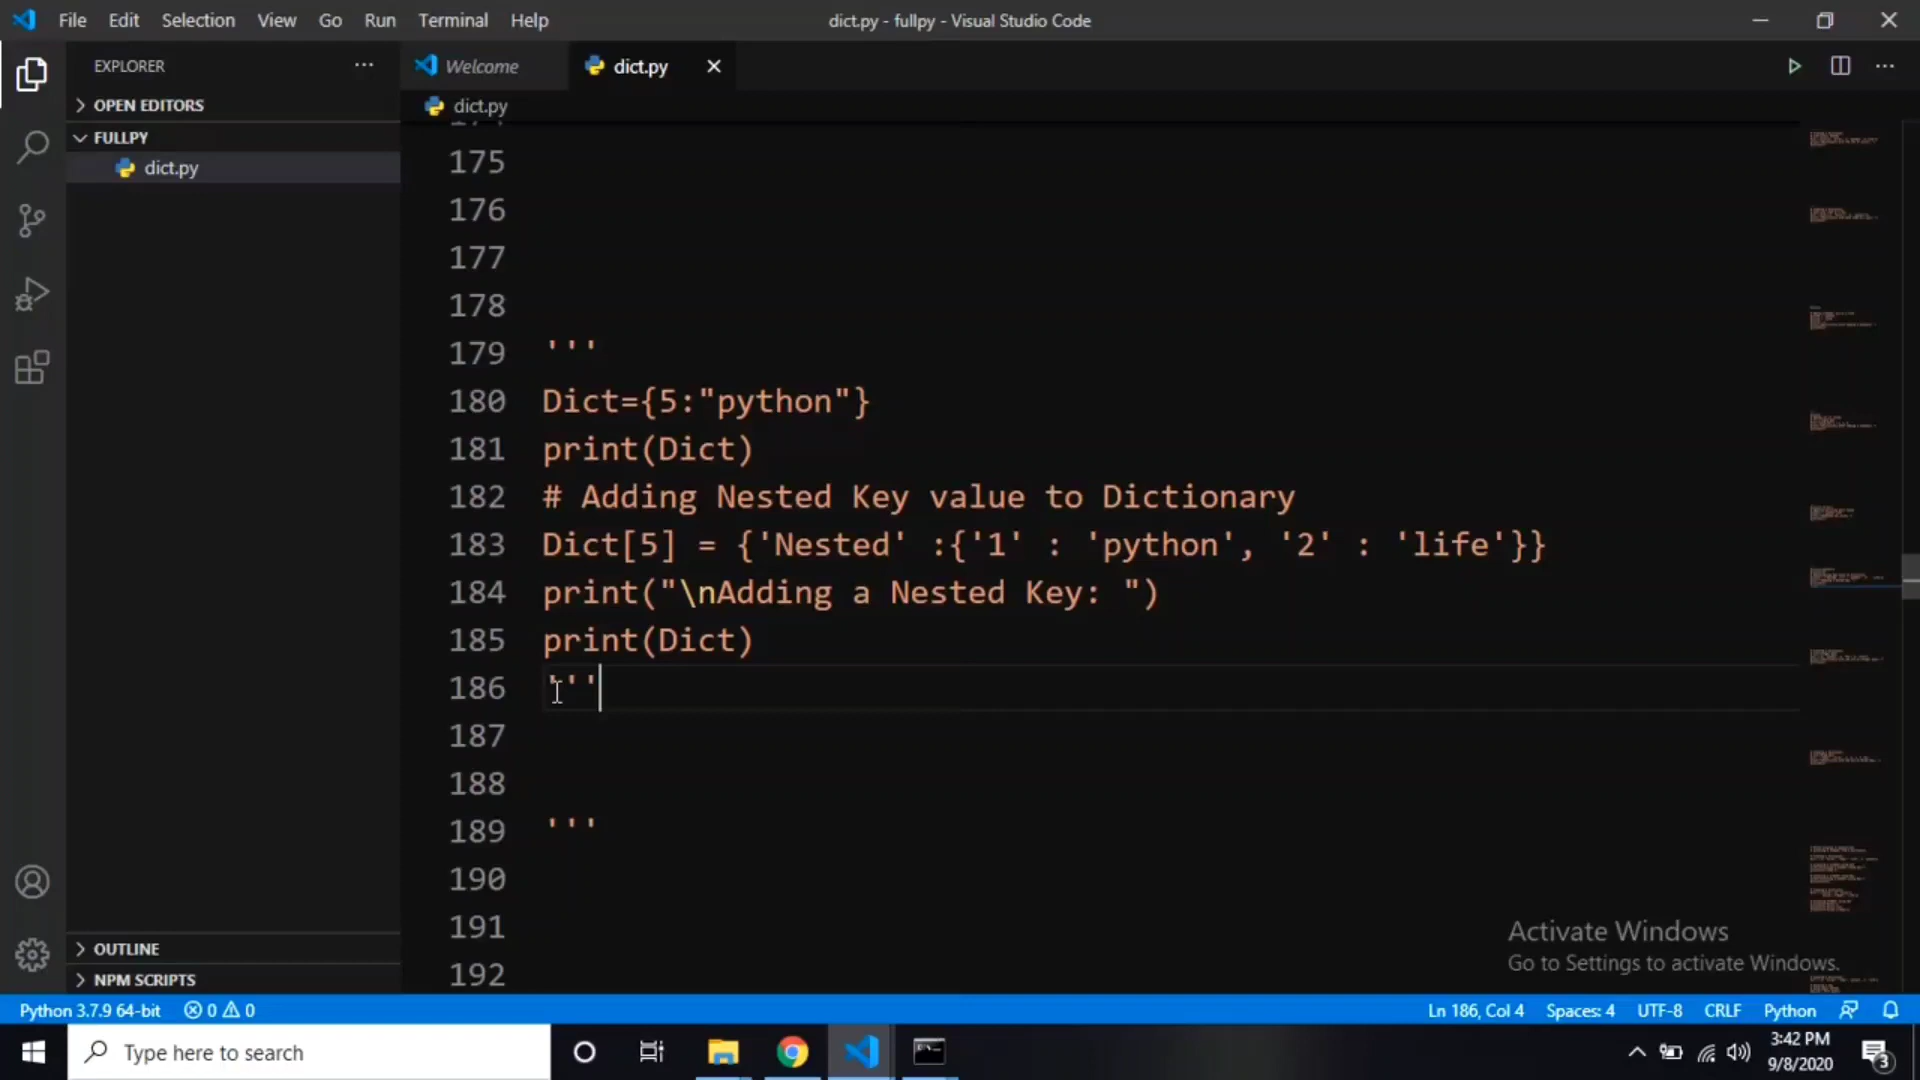 File Edit Selection View Go Run Terminal Help
dict.py - fullpy - Visual Studio Code
EXPLORER
Welcome
dict.py
OPEN EDITORS
dict.py
FULLPY
dict.py
175
176
177
178
179 '''
180 Dict={5:"python"}
181 print(Dict)
182 # Adding Nested Key value to Dictionary
183 Dict[5] = {'Nested' :{'1' : 'python', '2' : 'life'}}
184 print("\nAdding a Nested Key: ")
185 print(Dict)
186 '''
187
188
189 '''
190
191
192
Activate Windows
Go to Settings to activate Windows.
OUTLINE
NPM SCRIPTS
Python 3.7.9 64-bit 0 0 Ln 186, Col 4 Spaces: 4 UTF-8 CRLF Python
Type here to search
3:42 PM
9/8/2020
3